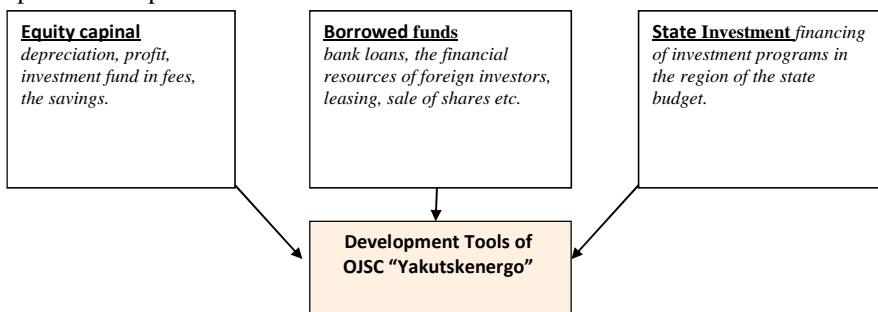 Equity capinal
depreciation, profit,
investment fund in fees,
the savings.
Borrowed funds
bank loans, the financial
resources of foreign investors,
leasing, sale of shares etc.
State Investment financing
of investment programs in
the region of the state
budget.
Development Tools of
OJSC “Yakutskenergo”